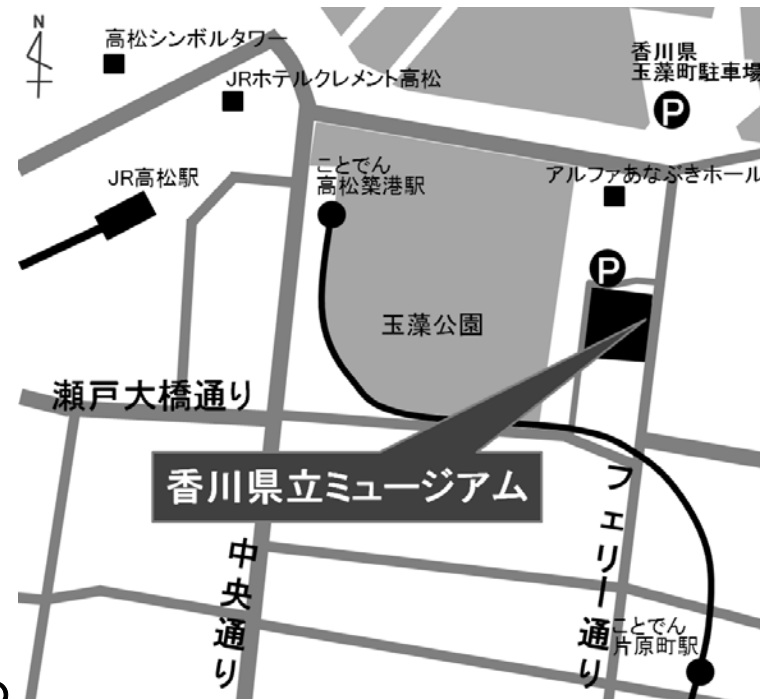 N
高松シンボルタワー
JRホテルクレメント高松
香川県
玉藻町駐車場
P
JR高松駅
ことでん
高松築港駅
アルファあなぶきホール
P
玉藻公園
瀬戸大橋通り
香川県立ミュージアム
中央通り
フェリー通り
ことでん
片原町駅